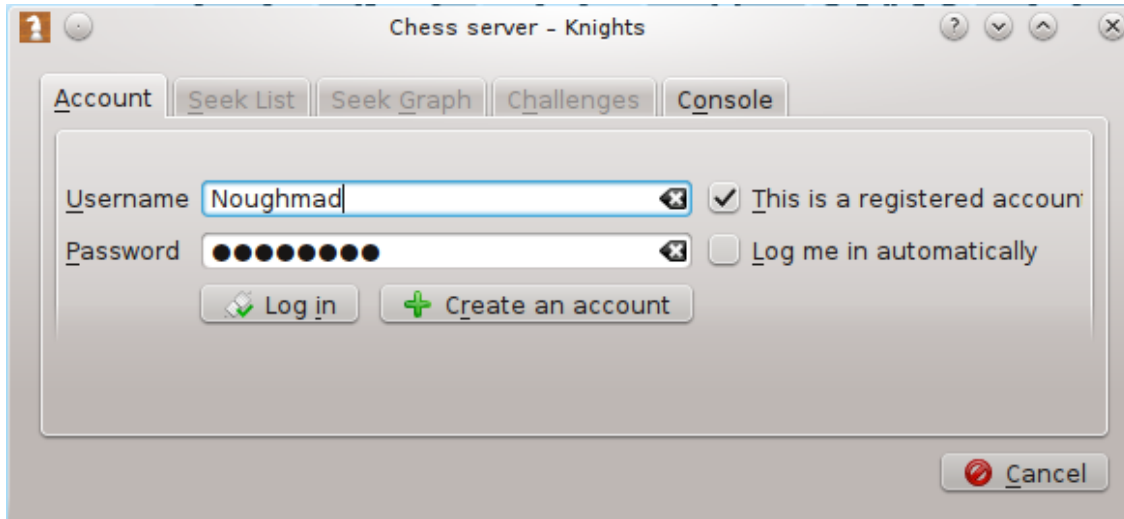 Chess server – Knights
Account Seek List Seek Graph Challenges Console
Username Noughmad This is a registered accoun
Password ●●●●●●●● Log me in automatically
Log in Create an account
Cancel